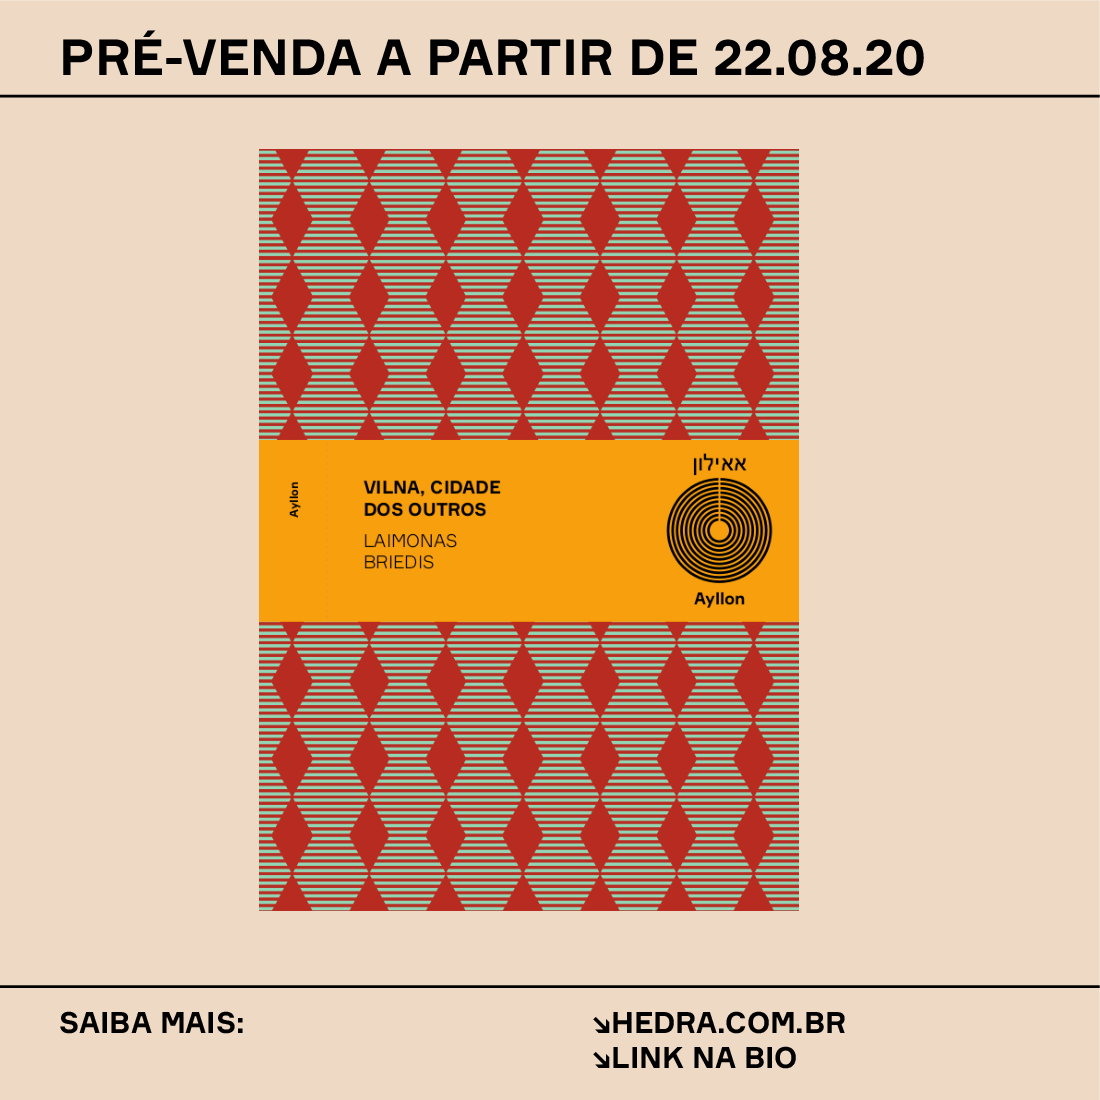 PRÉ-VENDA A PARTIR DE 22.08.20
Ayllon
VILNA, CIDADE
DOS OUTROS
LAIMONAS
BRIEDIS
אאילון
Ayllon
SAIBA MAIS:
↘HEDRA.COM.BR
↘LINK NA BIO